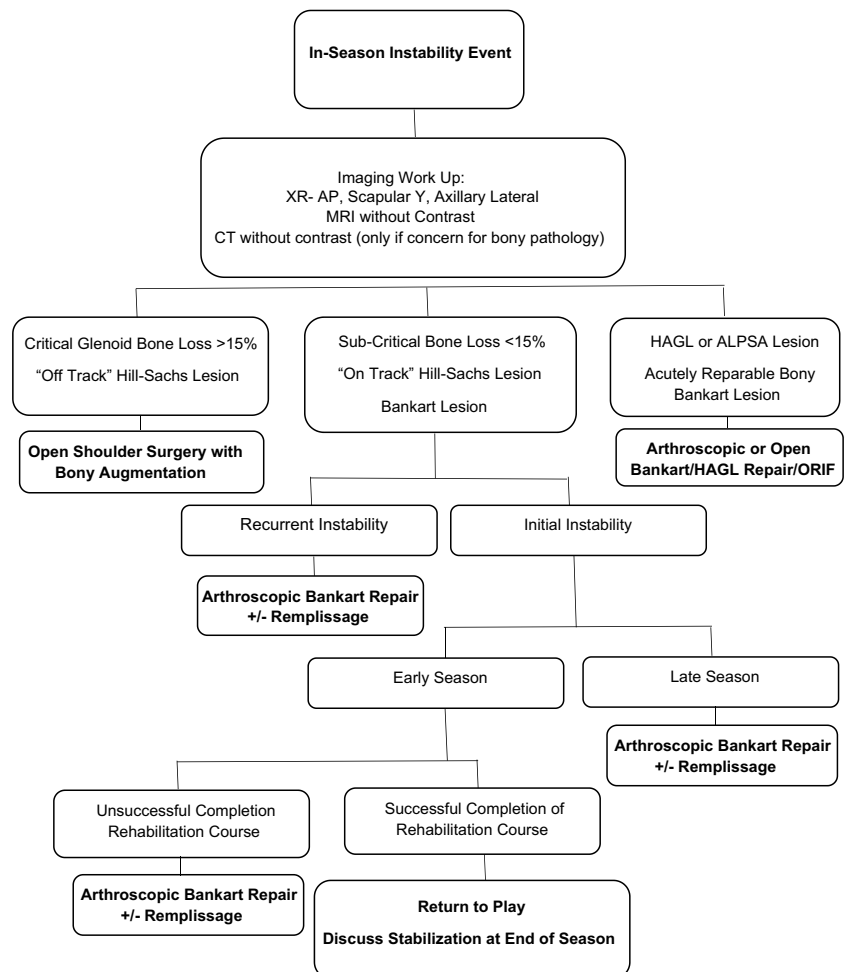 In-Season Instability Event
Imaging Work Up:
XR- AP, Scapular Y, Axillary Lateral
MRI without Contrast
CT without contrast (only if concern for bony pathology)
Critical Glenoid Bone Loss >15%
“Off Track” Hill-Sachs Lesion
Sub-Critical Bone Loss <15%
“On Track” Hill-Sachs Lesion
Bankart Lesion
HAGL or ALPSA Lesion
Acutely Reparable Bony
Bankart Lesion
Open Shoulder Surgery with
Bony Augmentation
Arthroscopic or Open
Bankart/HAGL Repair/ORIF
Recurrent Instability
Initial Instability
Arthroscopic Bankart Repair
+/- Remplissage
Early Season
Late Season
Arthroscopic Bankart Repair
+/- Remplissage
Unsuccessful Completion
Rehabilitation Course
Successful Completion of
Rehabilitation Course
Arthroscopic Bankart Repair
+/- Remplissage
Return to Play
Discuss Stabilization at End of Season